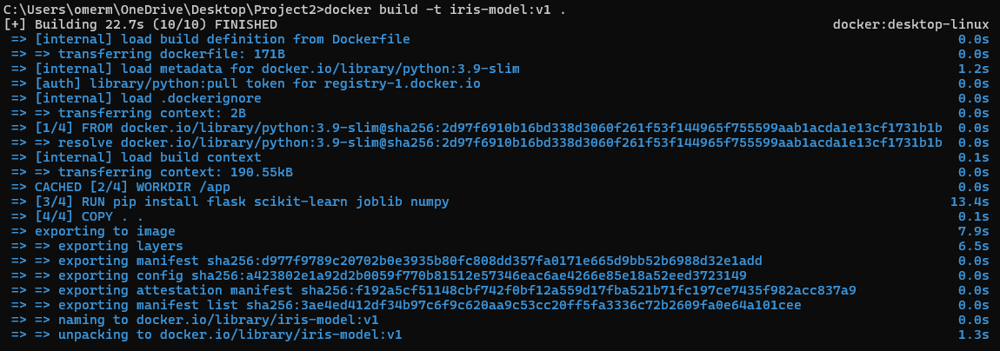 C:\Users\omerm\OneDrive\Desktop\Project2>docker build -t iris-model:v1 .
[+] Building 22.7s (10/10) FINISHED docker:desktop-linux
=> [internal] load build definition from Dockerfile 0.0s
=> => transferring dockerfile: 171B 0.0s
=> [internal] load metadata for docker.io/library/python:3.9-slim 1.2s
=> [auth] library/python:pull token for registry-1.docker.io 0.0s
=> [internal] load .dockerignore 0.0s
=> => transferring context: 2B 0.0s
=> [1/4] FROM docker.io/library/python:3.9-slim@sha256:2d97f6910b16bd338d3060f261f53f144965f755599aab1acda1e13cf1731b1b 0.0s
=> => resolve docker.io/library/python:3.9-slim@sha256:2d97f6910b16bd338d3060f261f53f144965f755599aab1acda1e13cf1731b1b 0.0s
=> [internal] load build context 0.1s
=> => transferring context: 190.55kB 0.0s
=> CACHED [2/4] WORKDIR /app 0.0s
=> [3/4] RUN pip install flask scikit-learn joblib numpy 13.4s
=> [4/4] COPY . . 0.1s
=> exporting to image 7.9s
=> => exporting layers 6.5s
=> => exporting manifest sha256:d977f9789c20702b0e3935b80fc808dd357fa0171e665d9bb52b6988d32e1add 0.0s
=> => exporting config sha256:a423802e1a92d2b0059f770b81512e57346eac6ae4266e85e18a52eed3723149 0.0s
=> => exporting attestation manifest sha256:f192a5cf51148cbf742f0bf12a559d17fba521b71fc197ce7435f982acc837a9 0.0s
=> => exporting manifest list sha256:3ae4ed412df34b97c6f9c620aa9c53cc20ff5fa3336c72b2609fa0e64a101cee 0.0s
=> => naming to docker.io/library/iris-model:v1 0.0s
=> => unpacking to docker.io/library/iris-model:v1 1.3s